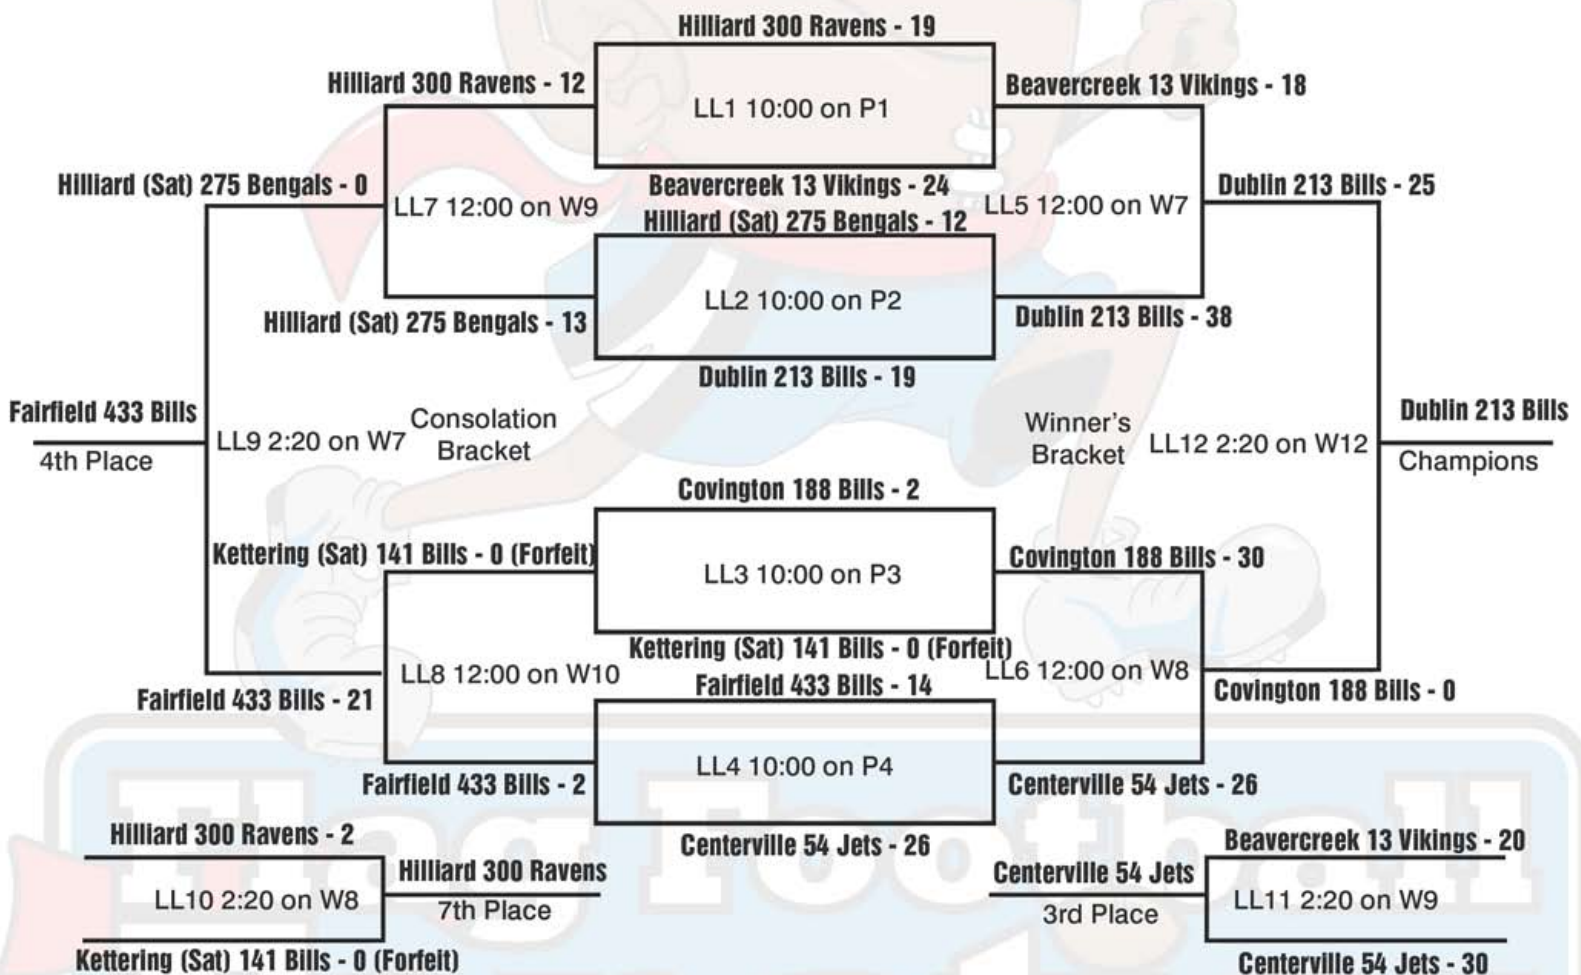 Hilliard 300 Ravens - 19
Hilliard 300 Ravens - 12
Beavercreek 13 Vikings - 18
LL1 10:00 on P1
Hilliard (Sat) 275 Bengals - 0
Beavercreek 13 Vikings - 24
Dublin 213 Bills - 25
LL7 12:00 on W9
LL5 12:00 on W7
Hilliard (Sat) 275 Bengals - 12
LL2 10:00 on P2
Hilliard (Sat) 275 Bengals - 13
Dublin 213 Bills - 38
Dublin 213 Bills - 19
Fairfield 433 Bills
4th Place
LL9 2:20 on W7
Consolation
Bracket
Winner's
Bracket
LL12 2:20 on W12
Dublin 213 Bills
Champions
Covington 188 Bills - 2
Kettering (Sat) 141 Bills - 0 (Forfeit)
LL3 10:00 on P3
Covington 188 Bills - 30
Kettering (Sat) 141 Bills - 0 (Forfeit)
LL8 12:00 on W10
LL6 12:00 on W8
Fairfield 433 Bills - 14
Fairfield 433 Bills - 21
Covington 188 Bills - 0
LL4 10:00 on P4
Fairfield 433 Bills - 2
Centerville 54 Jets - 26
Centerville 54 Jets - 26
Flag Football
Hilliard 300 Ravens - 2
LL10 2:20 on W8
Kettering (Sat) 141 Bills - 0 (Forfeit)
Hilliard 300 Ravens
7th Place
Centerville 54 Jets
3rd Place
Beavercreek 13 Vikings - 20
LL11 2:20 on W9
Centerville 54 Jets - 30